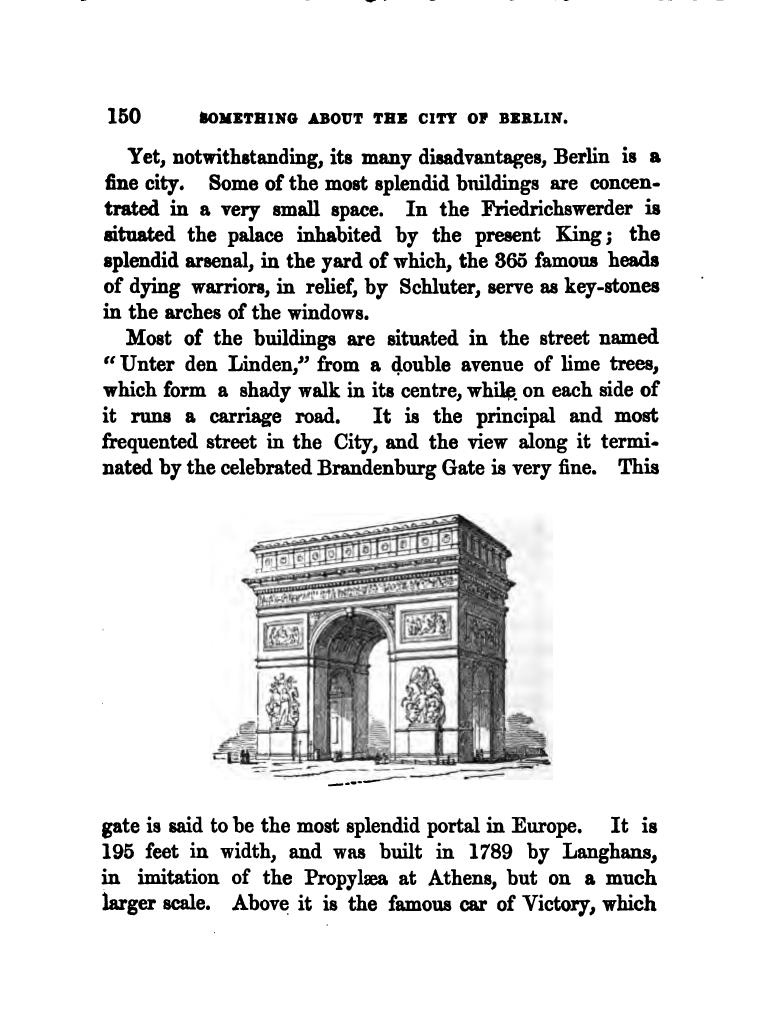 150 SOMETHING ABOUT THE CITY OF BERLIN.
Yet, notwithstanding, its many disadvantages, Berlin is a
fine city. Some of the most splendid buildings are concen-
trated in a very small space. In the Friedrichswerder is
situated the palace inhabited by the present King; the
splendid arsenal, in the yard of which, the 365 famous heads
of dying warriors, in relief, by Schluter, serve as key-stones
in the arches of the windows.
Most of the buildings are situated in the street named
“Unter den Linden,” from a double avenue of lime trees,
which form a shady walk in its centre, while on each side of
it runs a carriage road. It is the principal and most
frequented street in the City, and the view along it termi-
nated by the celebrated Brandenburg Gate is very fine. This
gate is said to be the most splendid portal in Europe. It is
195 feet in width, and was built in 1789 by Langhans,
in imitation of the Propylæa at Athens, but on a much
larger scale. Above it is the famous car of Victory, which